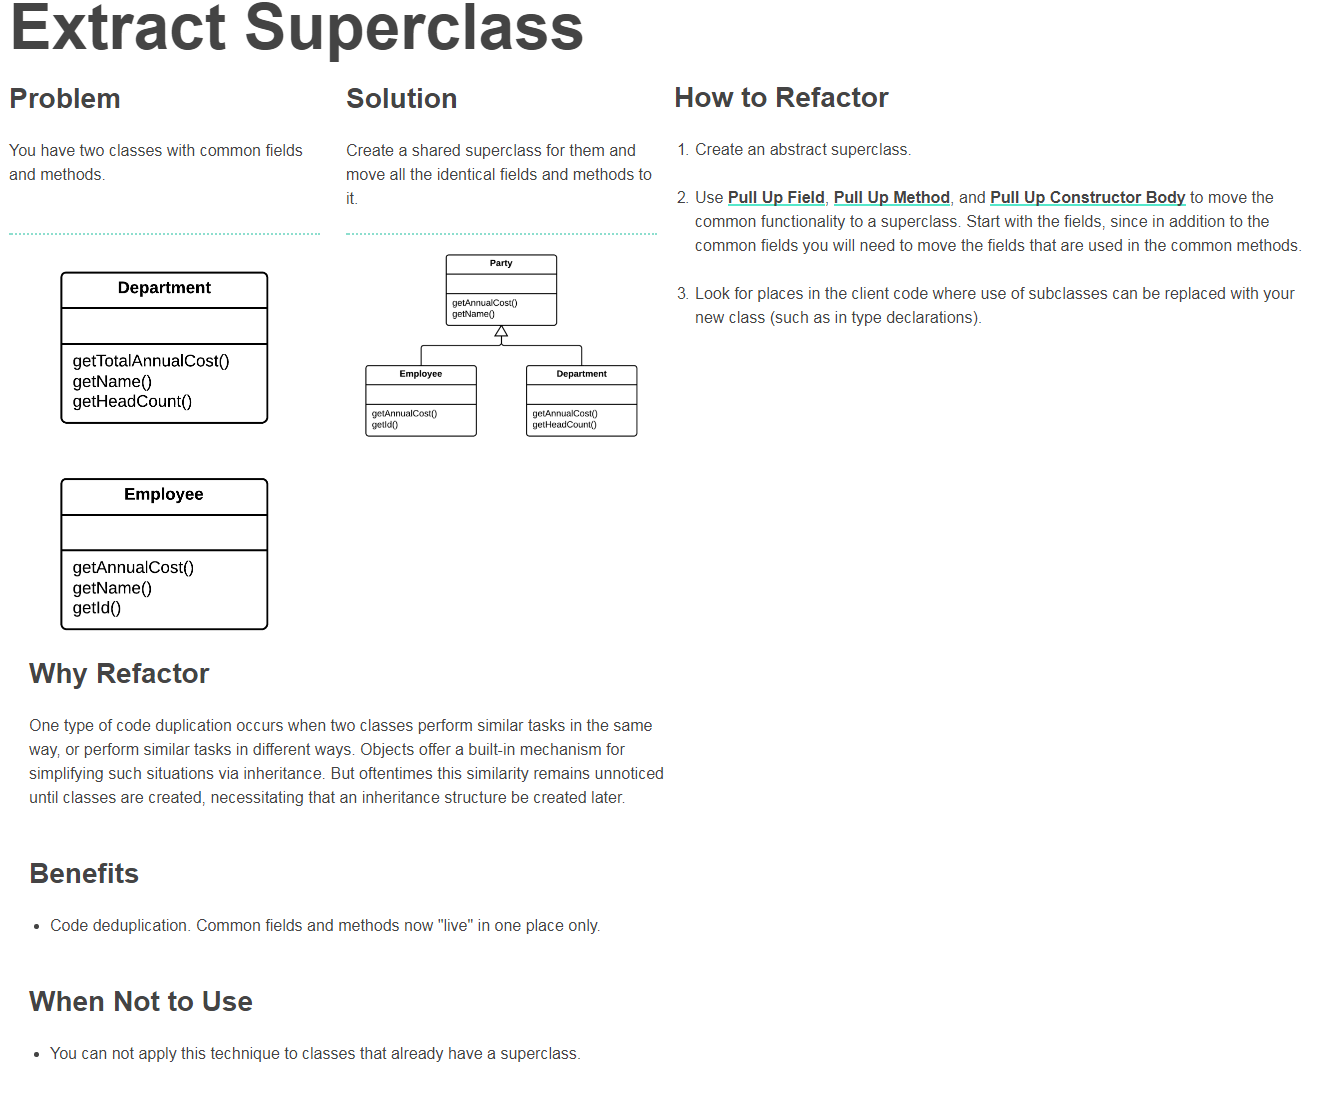 Extract Superclass
Problem
You have two classes with common fields
and methods.
Department
getTotalAnnualCost()
getName()
getHeadCount()
Employee
getAnnualCost()
getName()
getId()
Solution
Create a shared superclass for them and
move all the identical fields and methods to
it.
Party
getAnnualCost()
getName()
Employee
getAnnualCost()
getId()
Department
getAnnualCost()
getHeadCount()
How to Refactor
1. Create an abstract superclass.
2. Use Pull Up Field, Pull Up Method, and Pull Up Constructor Body to move the
common functionality to a superclass. Start with the fields, since in addition to the
common fields you will need to move the fields that are used in the common methods.
3. Look for places in the client code where use of subclasses can be replaced with your
new class (such as in type declarations).
Why Refactor
One type of code duplication occurs when two classes perform similar tasks in the same
way, or perform similar tasks in different ways. Objects offer a built-in mechanism for
simplifying such situations via inheritance. But oftentimes this similarity remains unnoticed
until classes are created, necessitating that an inheritance structure be created later.
Benefits
• Code deduplication. Common fields and methods now "live" in one place only.
When Not to Use
• You can not apply this technique to classes that already have a superclass.